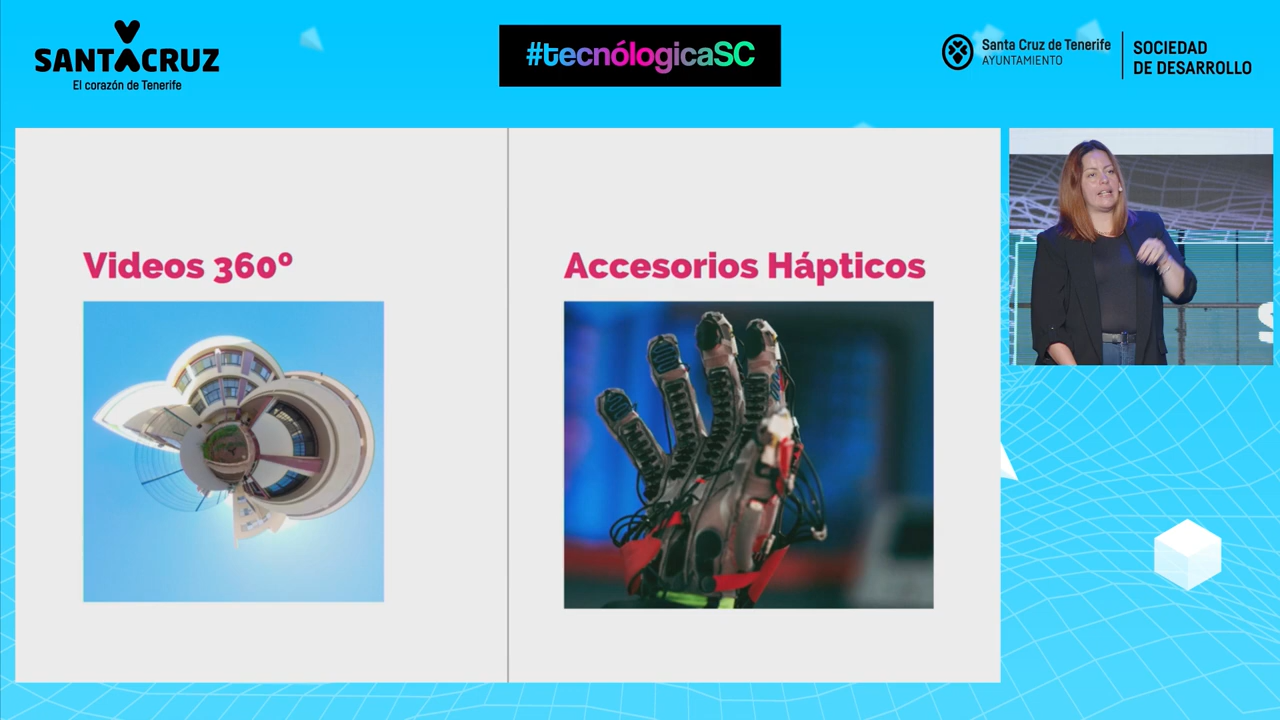 SANTACRUZ
El corazón de Tenerife
#tecnólogicaSC
Santa Cruz de Tenerife
AYUNTAMIENTO
SOCIEDAD
DE DESARROLLO
Videos 360º
Accesorios Hápticos
S